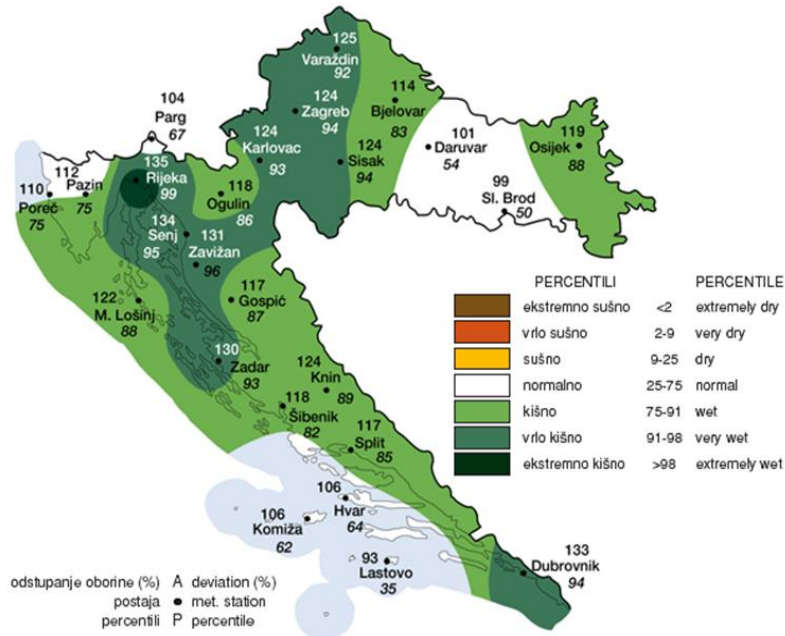 125
Varaždin
92
124
Zagreb
94
114
Bjelovar
83
104
Parg
67
124
Karlovac
93
124
Sisak
94
101
Daruvar
54
119
Osijek
88
99
Sl. Brod
50
112
Pazin
75
110
Poreč
75
135
Rijeka
99
118
Ogulin
86
134
Senj
95
131
Zavižan
96
122
M. Lošinj
88
117
Gospić
87
130
Zadar
93
124
Knin
89
118
Šibenik
82
117
Split
85
106
Hvar
64
106
Komiža
62
93
Lastovo
35
133
Dubrovnik
94
PERCENTILI PERCENTILE
ekstremno sušno <2 extremely dry
vrlo sušno 2-9 very dry
sušno 9-25 dry
normalno 25-75 normal
kišno 75-91 wet
vrlo kišno 91-98 very wet
ekstremno kišno >98 extremely wet
odstupanje oborine (%) A deviation (%)
postaja met. station
percentili P percentile